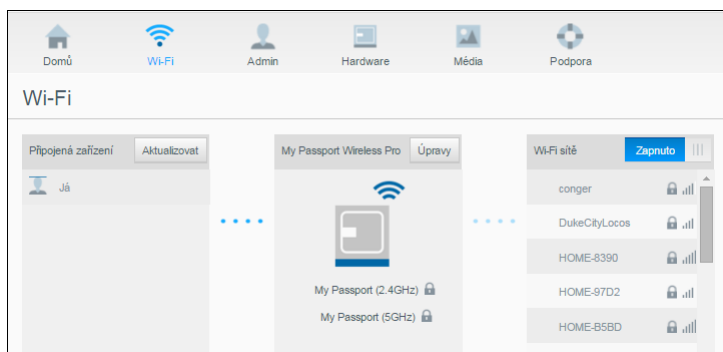 Domů
Wi-Fi
Admin
Hardware
Média
Podpora
Wi-Fi
Připojená zařízení
Aktualizovat
Já
My Passport Wireless Pro
Úpravy
My Passport (2.4GHz)
My Passport (5GHz)
Wi-Fi sítě
Zapnuto
conger
DukeCityLocos
HOME-8390
HOME-97D2
HOME-B5BD